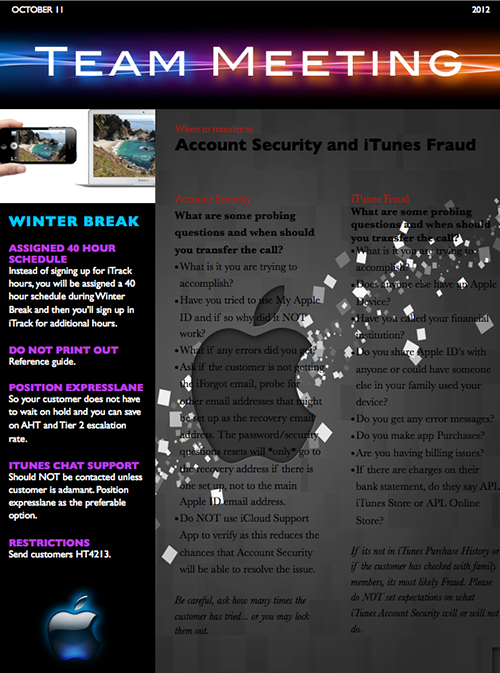 OCTOBER 11
2012
TEAM MEETING
WINTER BREAK
ASSIGNED 40 HOUR
SCHEDULE
Instead of signing up for iTrack
hours, you will be assigned a 40
hour schedule during Winter
Break and then you'll sign up in
iTrack for additional hours.
DO NOT PRINT OUT
Reference guide.
POSITION EXPRESSLANE
So your customer does not have
to wait on hold and you can save
on AHT and Tier 2 escalation
rate.
ITUNES CHAT SUPPORT
Should NOT be contacted unless
customer is adamant. Position
expresslane as the preferable
option.
RESTRICTIONS
Send customers HT4213.
When to transfer to
Account Security and iTunes Fraud
Account Security
What are some probing
questions and when should
you transfer the call?
•What is it you are trying to
accomplish?
•Have you tried to use My Apple
ID and if so why did it NOT
work?
•What if any errors did you get?
•Ask if the customer is not getting
the iForgot email, probe for
other email addresses that might
be set up as the recovery email
address. The password/security
questions resets will *only* go to
the recovery address if there is
one set up, not to the main
Apple ID email address.
•Do NOT use iCloud Support
App to verify as this reduces the
chances that Account Security
will be able to resolve the issue.
Be careful, ask how many times the
customer has tried... or you may lock
them out.
iTunes Fraud
What are some probing
questions and when should
you transfer the call?
•What is it you are trying to
accomplish?
•Does anyone else have an Apple
Device?
•Have you called your financial
institution?
•Do you share Apple ID's with
anyone or could have someone
else in your family used your
device?
•Do you get any error messages?
•Do you make app Purchases?
•Are you having billing issues?
•If there are charges on their
bank statement, do they say APL
iTunes Store or APL Online
Store?
If its not in iTunes Purchase History or
if the customer has checked with family
members, its most likely Fraud. Please
do NOT set expectations on what
iTunes Account Security will or will not
do.